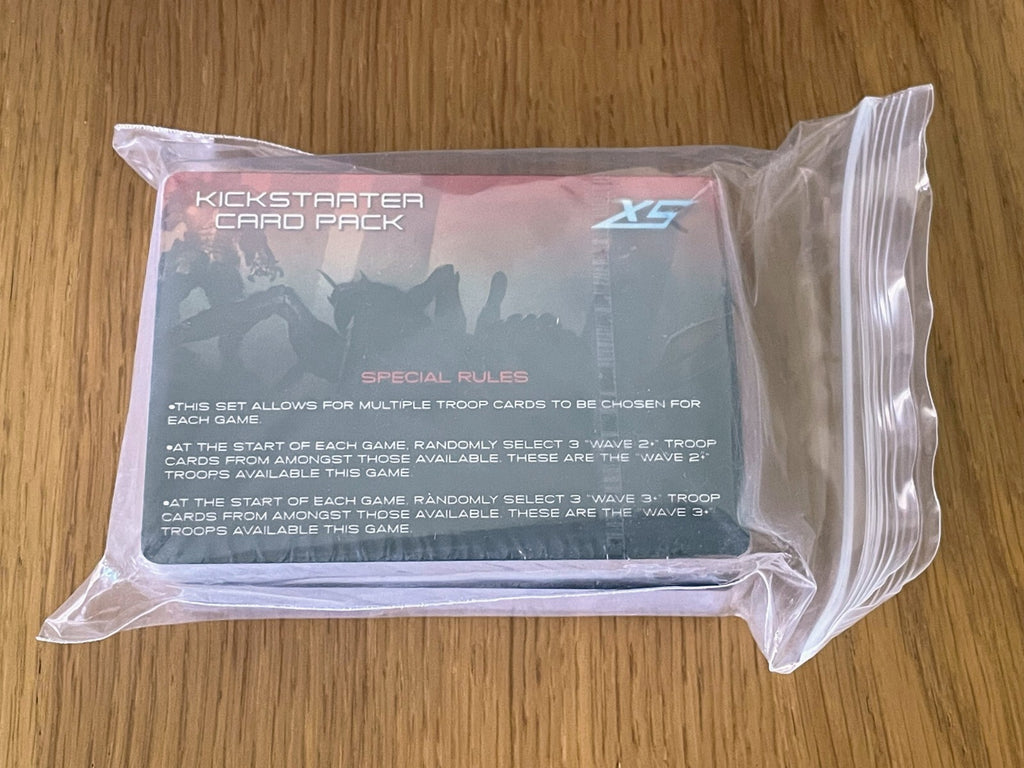 KICKSTARTER
CARD PACK
XS
SPECIAL RULES
•THIS SET ALLOWS FOR MULTIPLE TROOP CARDS TO BE CHOSEN FOR
EACH GAME.
•AT THE START OF EACH GAME, RANDOMLY SELECT 3 "WAVE 2+" TROOP
CARDS FROM AMONGST THOSE AVAILABLE. THESE ARE THE "WAVE 2+"
TROOPS AVAILABLE THIS GAME
•AT THE START OF EACH GAME, RANDOMLY SELECT 3 "WAVE 3+" TROOP
CARDS FROM AMONGST THOSE AVAILABLE. THESE ARE THE "WAVE 3+"
TROOPS AVAILABLE THIS GAME.